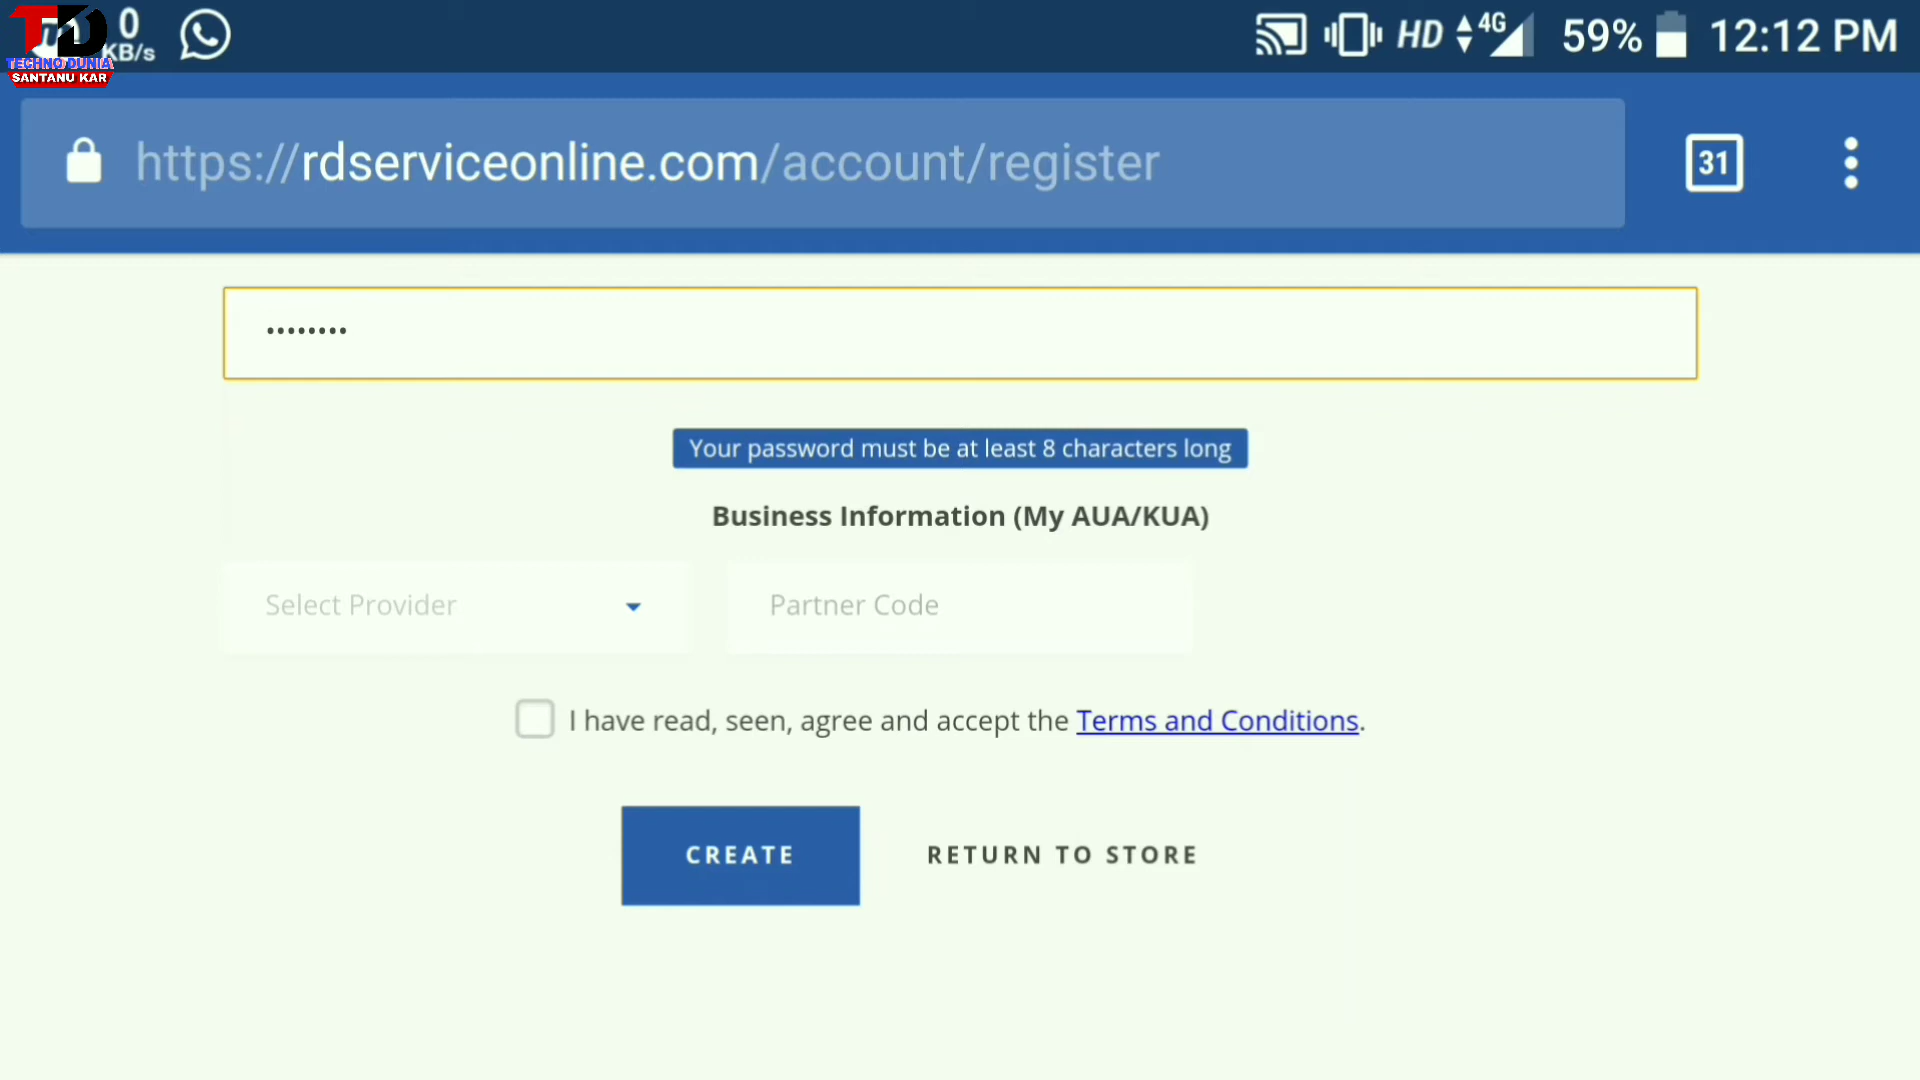 TD
0
KB/s
TECHNO DUNIA
SANTANU KAR
HD
4G
59%
12:12 PM
https://rdserviceonline.com/account/register
31
••••••••
Your password must be at least 8 characters long
Business Information (My AUA/KUA)
Select Provider
Partner Code
I have read, seen, agree and accept the Terms and Conditions.
CREATE
RETURN TO STORE